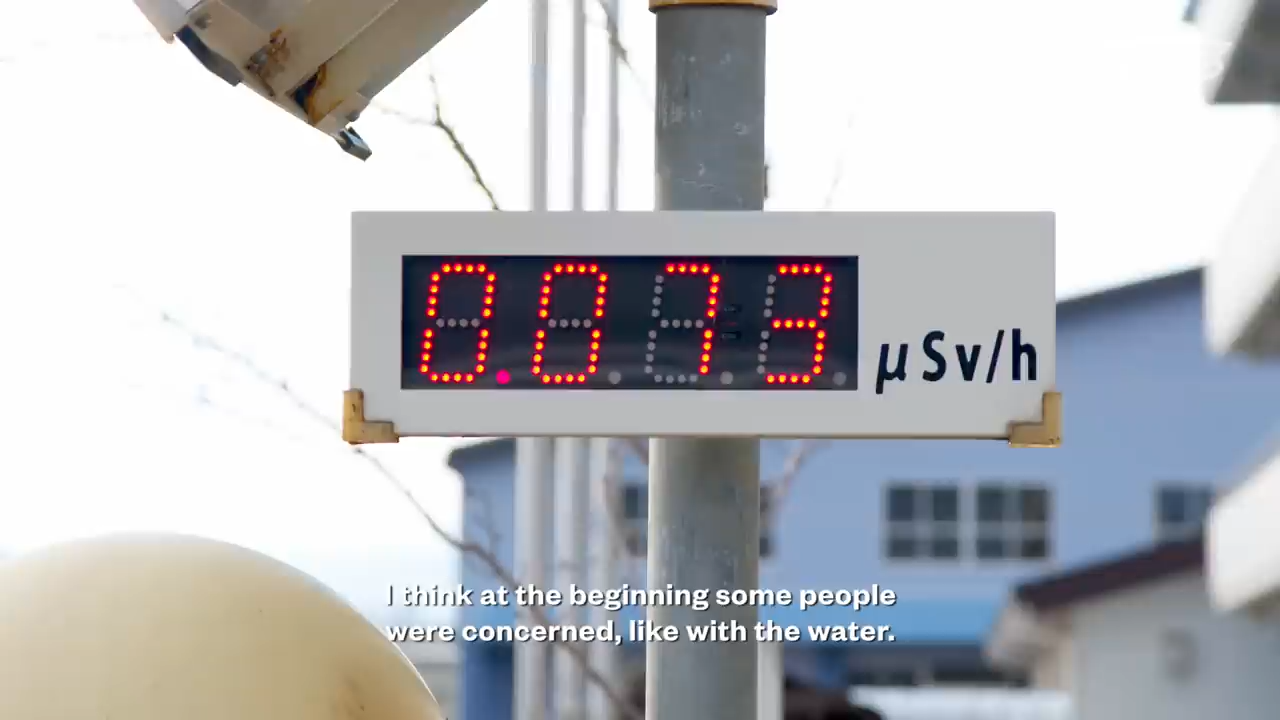 0.073 μSv/h
I think at the beginning some people
were concerned, like with the water.